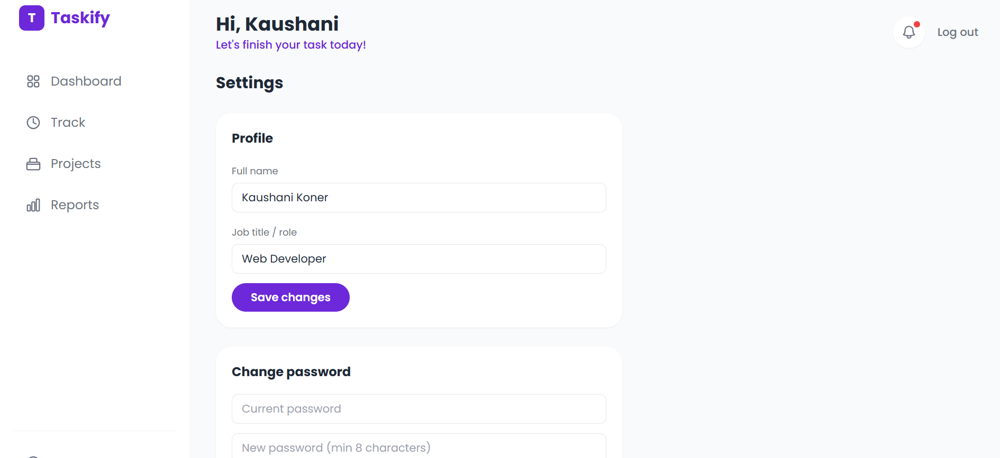 T
Taskify
Dashboard
Track
Projects
Reports
Hi, Kaushani
Let's finish your task today!
Log out
Settings
Profile
Full name
Kaushani Koner
Job title / role
Web Developer
Save changes
Change password
Current password
New password (min 8 characters)